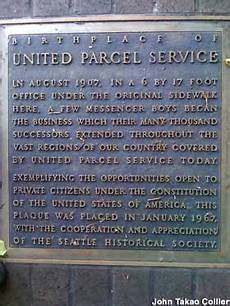 BIRTHPLACE OF
UNITED PARCEL SERVICE
IN AUGUST 1907, IN A 6 BY 17 FOOT
OFFICE UNDER THE ORIGINAL SIDEWALK
HERE, A FEW MESSENGER BOYS BEGAN
THE BUSINESS WHICH THEIR MANY THOUSAND
SUCCESSORS EXTENDED THROUGHOUT THE
VAST REGIONS OF OUR COUNTRY COVERED
BY UNITED PARCEL SERVICE TODAY
EXEMPLIFYING THE OPPORTUNITIES OPEN TO
PRIVATE CITIZENS UNDER THE CONSTITUTION
OF THE UNITED STATES OF AMERICA, THIS
PLAQUE WAS PLACED IN JANUARY 1967,
WITH THE COOPERATION AND APPRECIATION
OF THE SEATTLE HISTORICAL SOCIETY.
John Takao Collier